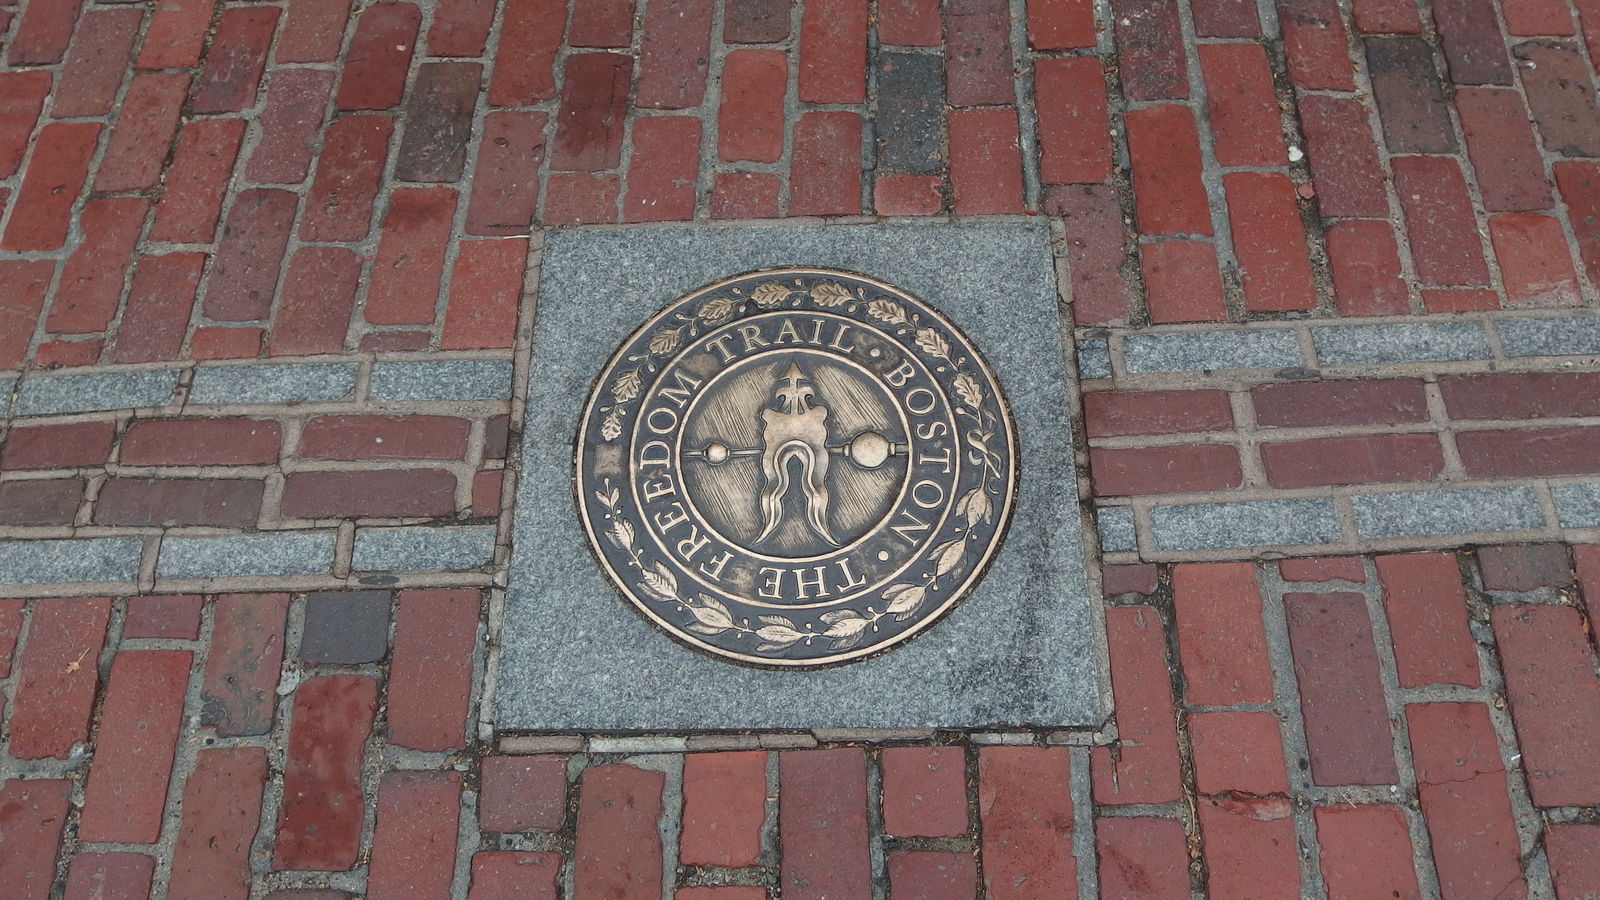 THE FREEDOM TRAIL · BOSTON ·